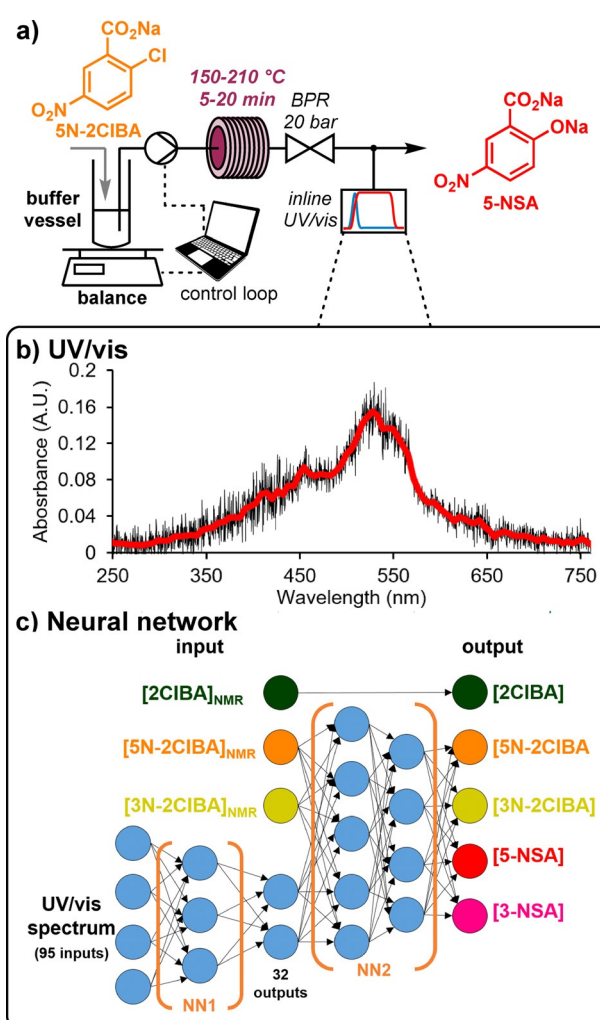 a)
CO₂Na
Cl
O₂N
5N-2ClBA
150-210 °C
5-20 min
BPR
20 bar
CO₂Na
ONa
O₂N
5-NSA
buffer
vessel
inline
UV/vis
balance
control loop
b) UV/vis
Abosrbance (A.U.)
0.2
0.16
0.12
0.08
0.04
0
250
350
450
550
650
750
Wavelength (nm)
c) Neural network
input
output
[2ClBA]NMR
[2ClBA]
[5N-2ClBA]NMR
[5N-2ClBA
[3N-2ClBA]NMR
[3N-2ClBA]
[5-NSA]
UV/vis
spectrum
(95 inputs)
[3-NSA]
NN1
32
outputs
NN2